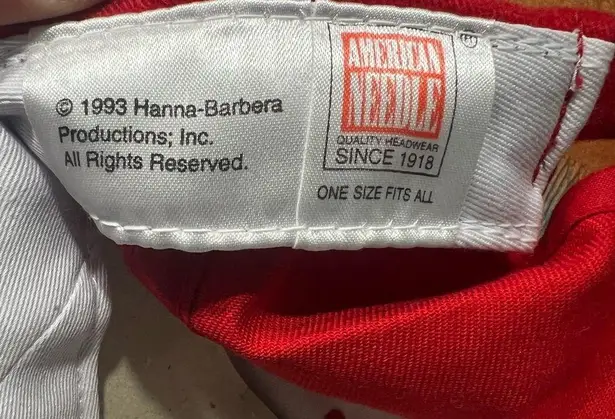 © 1993 Hanna-Barbera
Productions; Inc.
All Rights Reserved.
AMERICAN
NEEDLE
®
QUALITY HEADWEAR
SINCE 1918
ONE SIZE FITS ALL